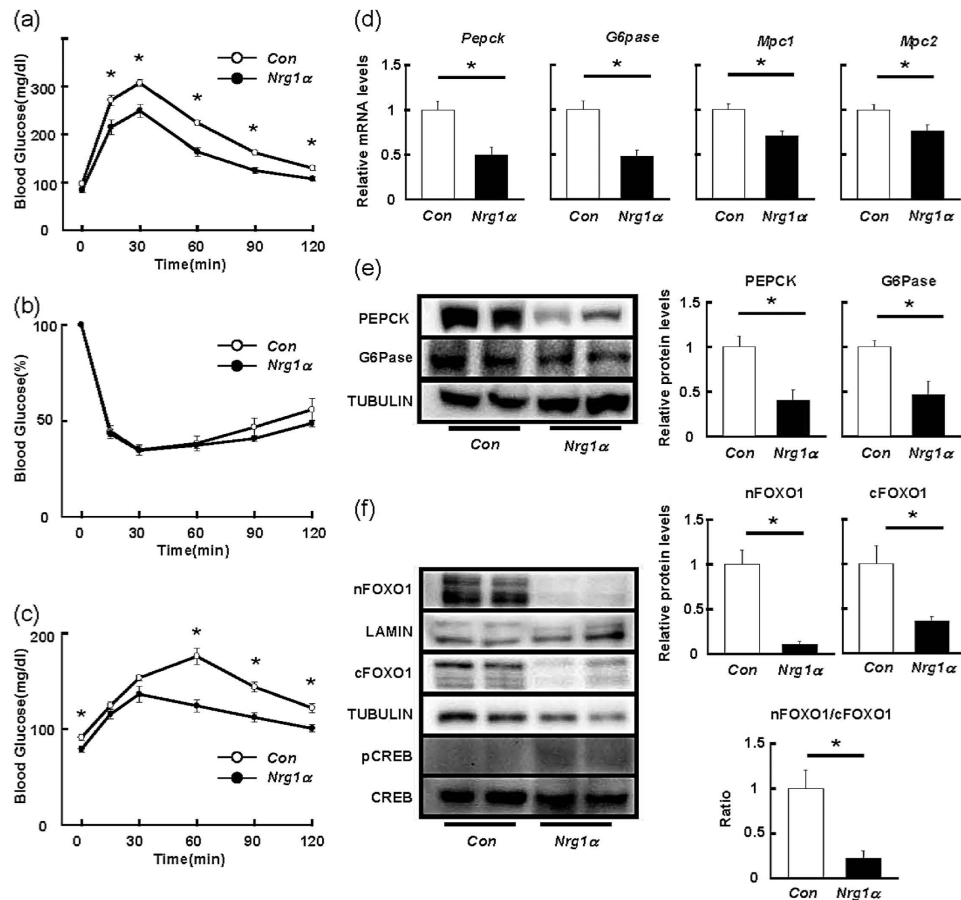 (a)
Con
Nrg1α
* * * * *
Blood Glucose(mg/dl)
300
200
100
0
0 30 60 90 120
Time(min)
(b)
Con
Nrg1α
Blood Glucose(%)
100
50
0
0 30 60 90 120
Time(min)
(c)
* * * *
Con
Nrg1α
Blood Glucose(mg/dl)
200
100
0
0 30 60 90 120
Time(min)
(d)
Pepck G6pase Mpc1 Mpc2
* * * *
Relative mRNA levels
1
0.5
0
Con Nrg1α Con Nrg1α Con Nrg1α Con Nrg1α
(e)
PEPCK
G6Pase
TUBULIN
Con Nrg1α
PEPCK G6Pase
* *
Relative protein levels
1.5
1
0.5
0
Con Nrg1α Con Nrg1α
(f)
nFOXO1
LAMIN
cFOXO1
TUBULIN
pCREB
CREB
Con Nrg1α
nFOXO1 cFOXO1
* *
Relative protein levels
1.5
1
0.5
0
Con Nrg1α Con Nrg1α
nFOXO1/cFOXO1
*
Ratio
1.5
1
0.5
0
Con Nrg1α